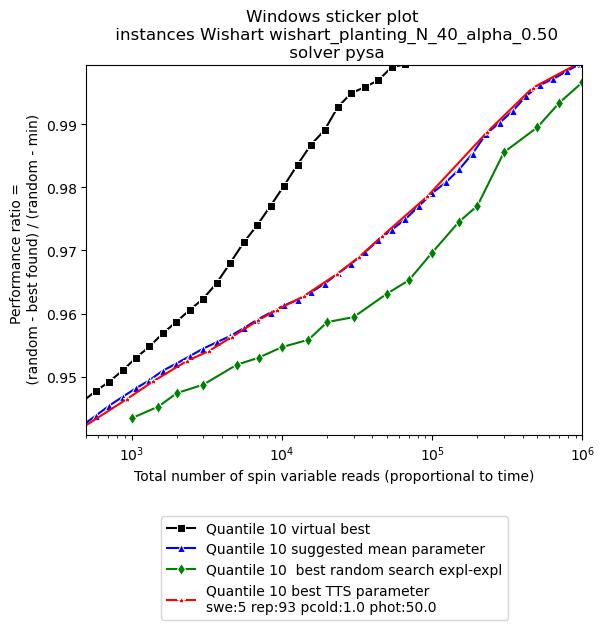 Windows sticker plot
instances Wishart wishart_planting_N_40_alpha_0.50
solver pysa
Performance ratio =
(random - best found) / (random - min)
0.99
0.98
0.97
0.96
0.95
10³
10⁴
10⁵
10⁶
Total number of spin variable reads (proportional to time)
Quantile 10 virtual best
Quantile 10 suggested mean parameter
Quantile 10  best random search expl-expl
Quantile 10 best TTS parameter
swe:5 rep:93 pcold:1.0 phot:50.0